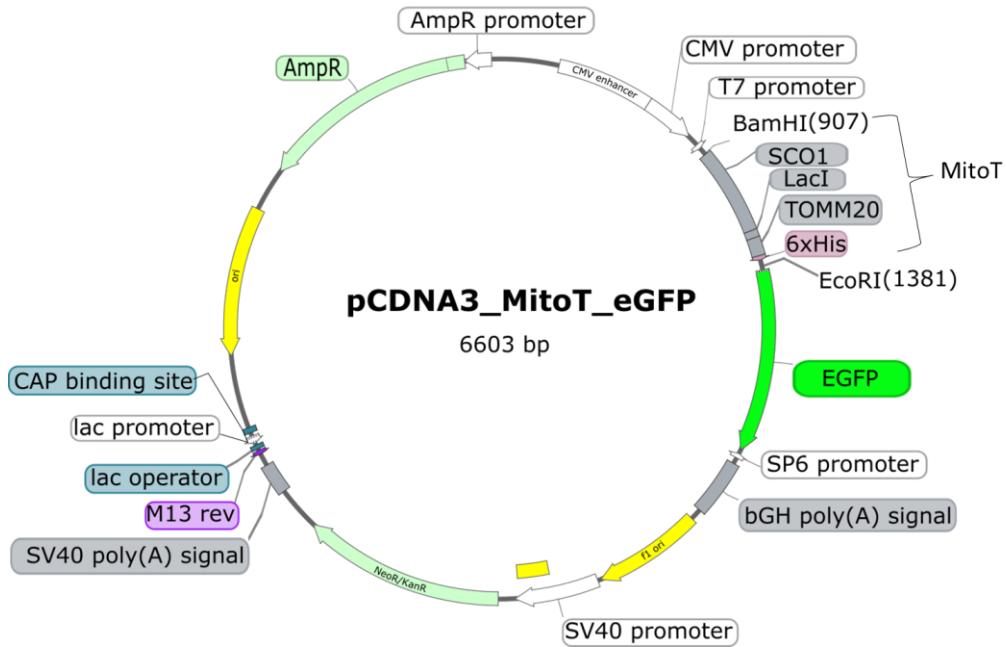 AmpR promoter
AmpR
CMV enhancer
CMV promoter
T7 promoter
BamHI(907)
SCO1
LacI
MitoT
TOMM20
6xHis
EcoRI(1381)
pCDNA3_MitoT_eGFP
6603 bp
ori
EGFP
CAP binding site
lac promoter
lac operator
M13 rev
SV40 poly(A) signal
SP6 promoter
bGH poly(A) signal
f1 ori
NeoR/KanR
SV40 promoter